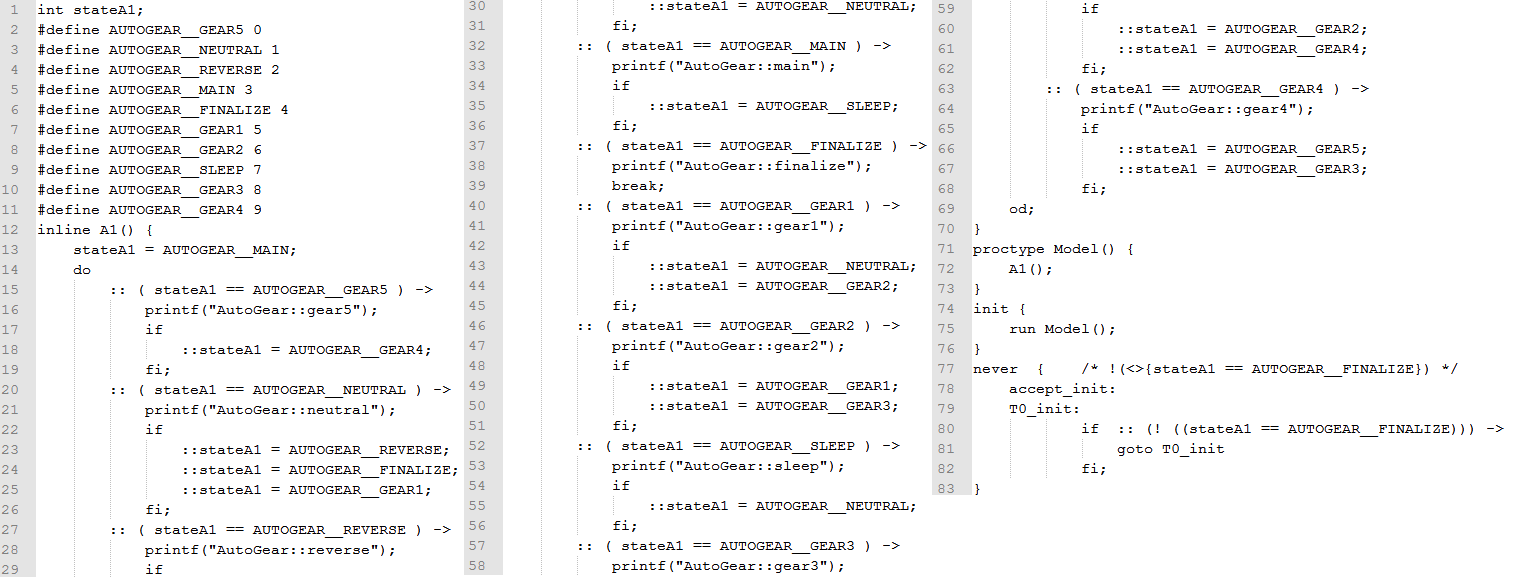 1 int stateA1;
2 #define AUTOGEAR__GEAR5 0
3 #define AUTOGEAR__NEUTRAL 1
4 #define AUTOGEAR__REVERSE 2
5 #define AUTOGEAR__MAIN 3
6 #define AUTOGEAR__FINALIZE 4
7 #define AUTOGEAR__GEAR1 5
8 #define AUTOGEAR__GEAR2 6
9 #define AUTOGEAR__SLEEP 7
10 #define AUTOGEAR__GEAR3 8
11 #define AUTOGEAR__GEAR4 9
12 inline A1() {
13 stateA1 = AUTOGEAR__MAIN;
14 do
15 :: ( stateA1 == AUTOGEAR__GEAR5 ) ->
16 printf("AutoGear::gear5");
17 if
18 ::stateA1 = AUTOGEAR__GEAR4;
19 fi;
20 :: ( stateA1 == AUTOGEAR__NEUTRAL ) ->
21 printf("AutoGear::neutral");
22 if
23 ::stateA1 = AUTOGEAR__REVERSE;
24 ::stateA1 = AUTOGEAR__FINALIZE;
25 ::stateA1 = AUTOGEAR__GEAR1;
26 fi;
27 :: ( stateA1 == AUTOGEAR__REVERSE ) ->
28 printf("AutoGear::reverse");
29 if
30 ::stateA1 = AUTOGEAR__NEUTRAL;
31 fi;
32 :: ( stateA1 == AUTOGEAR__MAIN ) ->
33 printf("AutoGear::main");
34 if
35 ::stateA1 = AUTOGEAR__SLEEP;
36 fi;
37 :: ( stateA1 == AUTOGEAR__FINALIZE ) ->
38 printf("AutoGear::finalize");
39 break;
40 :: ( stateA1 == AUTOGEAR__GEAR1 ) ->
41 printf("AutoGear::gear1");
42 if
43 ::stateA1 = AUTOGEAR__NEUTRAL;
44 ::stateA1 = AUTOGEAR__GEAR2;
45 fi;
46 :: ( stateA1 == AUTOGEAR__GEAR2 ) ->
47 printf("AutoGear::gear2");
48 if
49 ::stateA1 = AUTOGEAR__GEAR1;
50 ::stateA1 = AUTOGEAR__GEAR3;
51 fi;
52 :: ( stateA1 == AUTOGEAR__SLEEP ) ->
53 printf("AutoGear::sleep");
54 if
55 ::stateA1 = AUTOGEAR__NEUTRAL;
56 fi;
57 :: ( stateA1 == AUTOGEAR__GEAR3 ) ->
58 printf("AutoGear::gear3");
59 if
60 ::stateA1 = AUTOGEAR__GEAR2;
61 ::stateA1 = AUTOGEAR__GEAR4;
62 fi;
63 :: ( stateA1 == AUTOGEAR__GEAR4 ) ->
64 printf("AutoGear::gear4");
65 if
66 ::stateA1 = AUTOGEAR__GEAR5;
67 ::stateA1 = AUTOGEAR__GEAR3;
68 fi;
69 od;
70 }
71 proctype Model() {
72 A1();
73 }
74 init {
75 run Model();
76 }
77 never { /* !(<>{stateA1 == AUTOGEAR__FINALIZE}) */
78 accept_init:
79 T0_init:
80 if :: (! ((stateA1 == AUTOGEAR__FINALIZE))) ->
81 goto T0_init
82 fi;
83 }